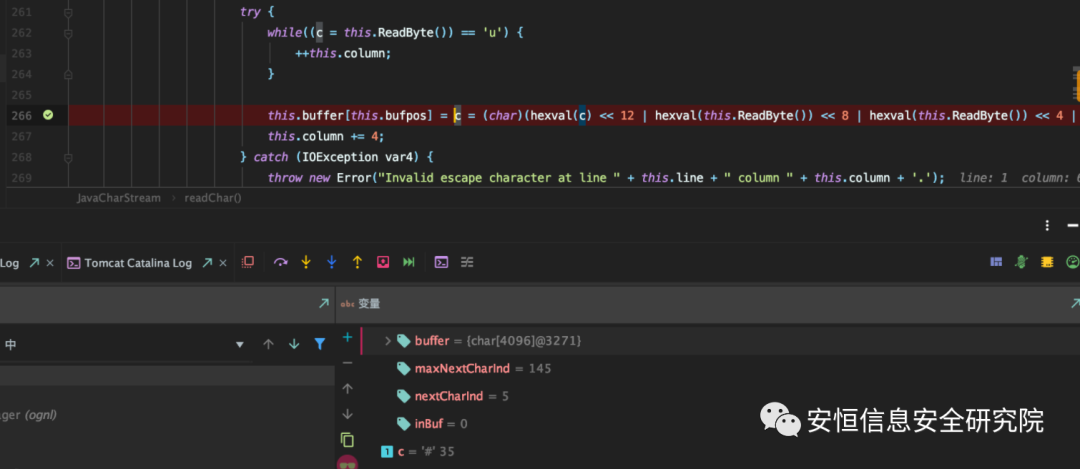 261 try {
262 while((c = this.ReadByte()) == 'u') {
263 ++this.column;
264 }
265
266 this.buffer[this.bufpos] = c = (char)(hexval(c) << 12 | hexval(this.ReadByte()) << 8 | hexval(this.ReadByte()) << 4 |
267 this.column += 4;
268 } catch (IOException var4) {
269 throw new Error("Invalid escape character at line " + this.line + " column " + this.column + '.'); line: 1 column:
JavaCharStream › readChar()
Log Tomcat Catalina Log
abc 变量
中
buffer = {char[4096]@3271}
maxNextCharInd = 145
nextCharInd = 5
ager (ognl)
inBuf = 0
c = '#' 35
安恒信息安全研究院